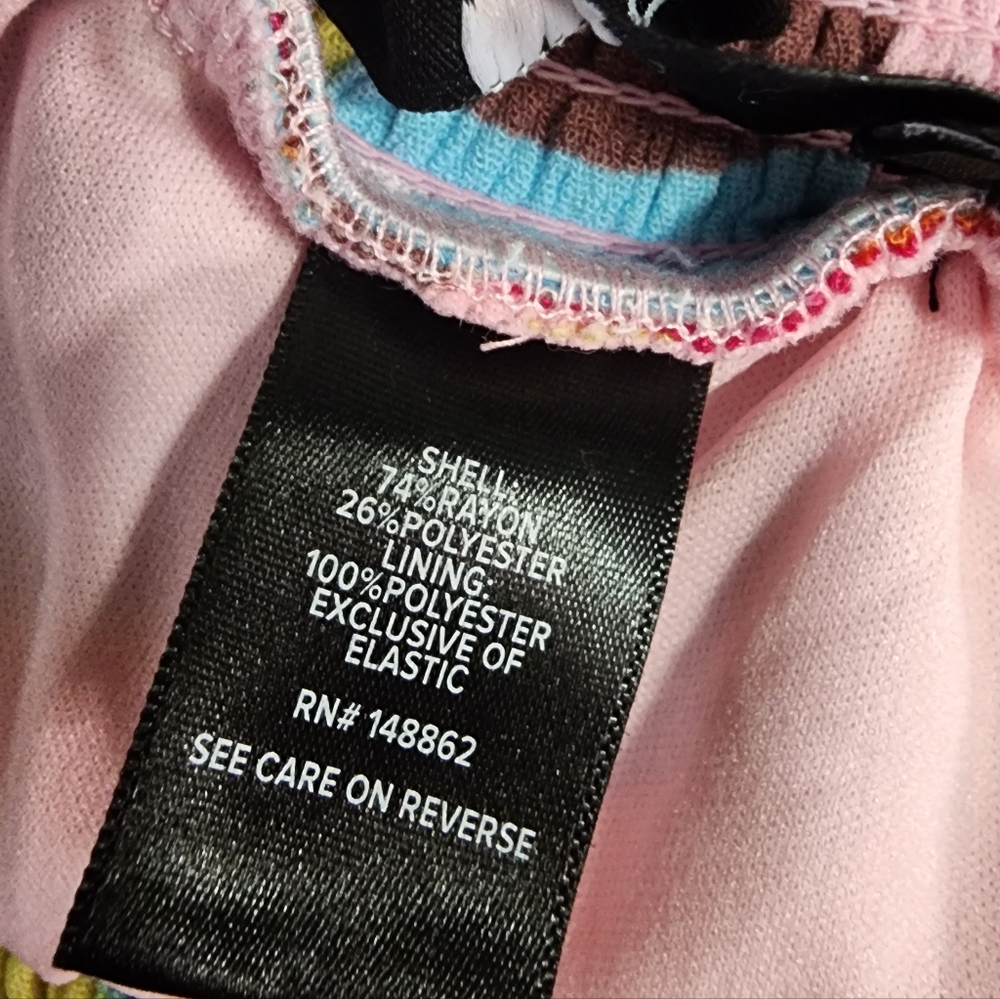 SHELL:
74%RAYON
26%POLYESTER
LINING:
100%POLYESTER
EXCLUSIVE OF
ELASTIC
RN# 148862
SEE CARE ON REVERSE